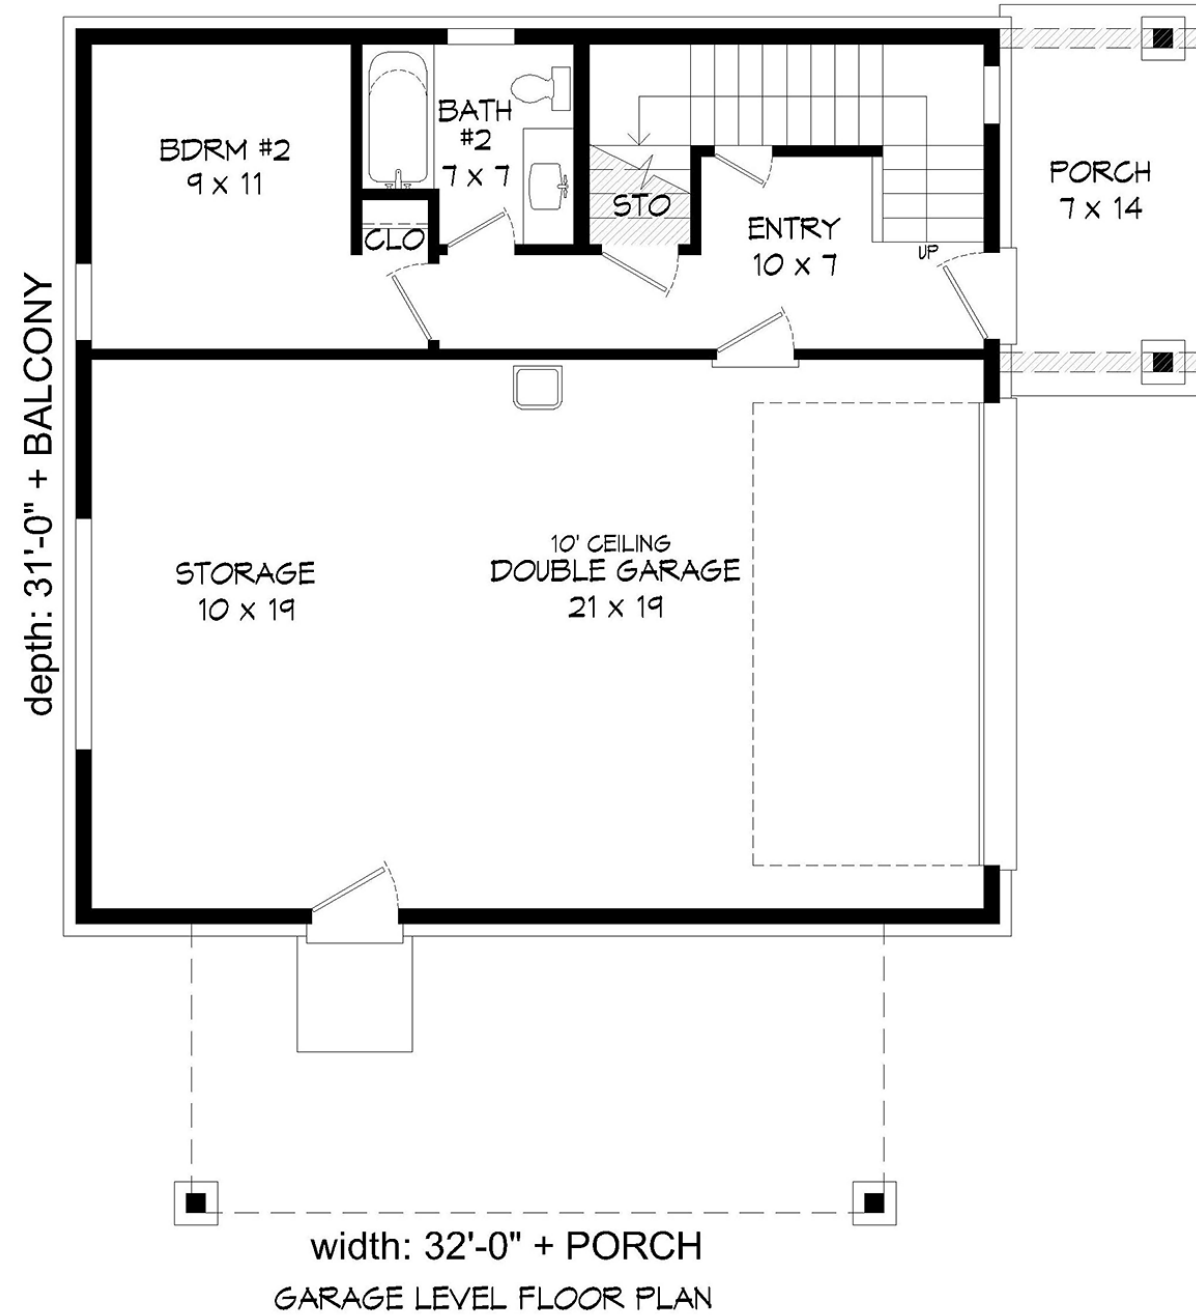 BDRM #2
9 x 11
BATH
#2
7 x 7
CLO
STO
ENTRY
10 x 7
UP
PORCH
7 x 14
depth: 31'-0" + BALCONY
STORAGE
10 x 19
10' CEILING
DOUBLE GARAGE
21 x 19
width: 32'-0" + PORCH
GARAGE LEVEL FLOOR PLAN